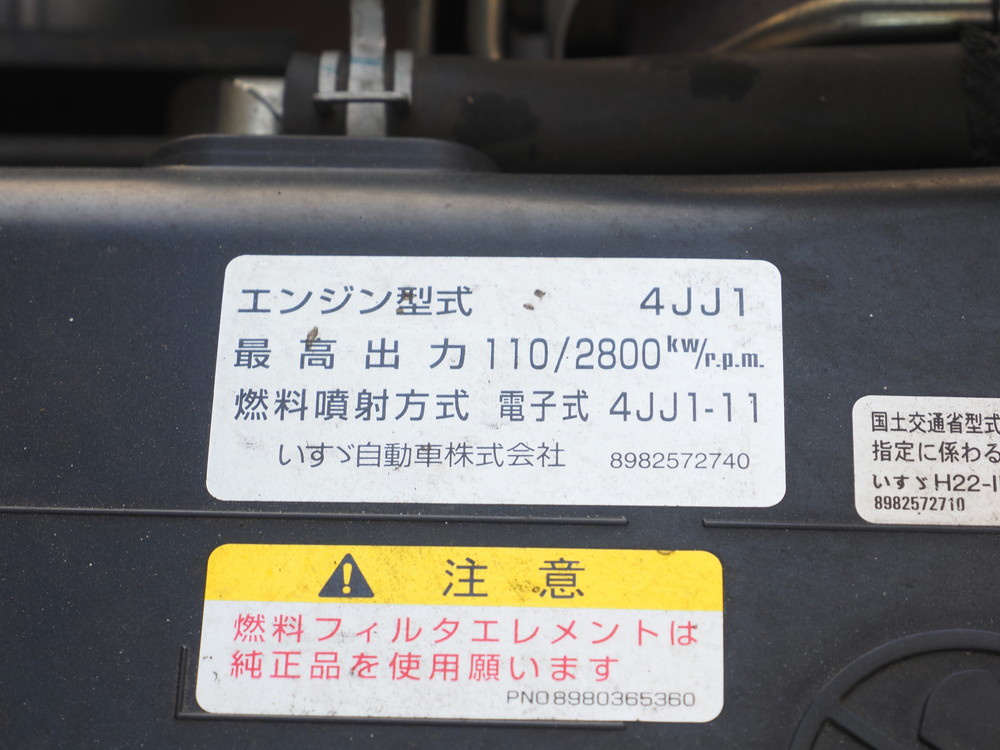 エンジン型式 4JJ1
最高出力 110/2800kw/r.p.m.
燃料噴射方式 電子式 4JJ1-11
いすゞ自動車株式会社 8982572740
国土交通省型式
指定に係わる
いすゞH22-I
8982572710
注意
燃料フィルタエレメントは
純正品を使用願います
PNO8980365360